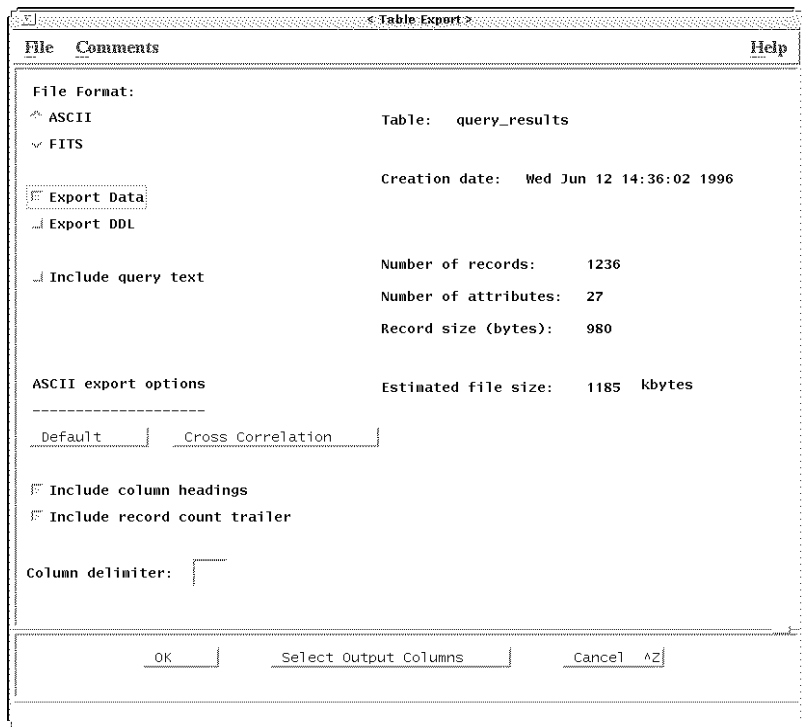 < Table Export >
File Comments Help
File Format:
ASCII
FITS
Export Data
Export DDL
Include query text
Table: query_results
Creation date: Wed Jun 12 14:36:02 1996
Number of records: 1236
Number of attributes: 27
Record size (bytes): 980
Estimated file size: 1185 kbytes
ASCII export options
--------------------
Default Cross Correlation
Include column headings
Include record count trailer
Column delimiter:
OK Select Output Columns Cancel ^Z